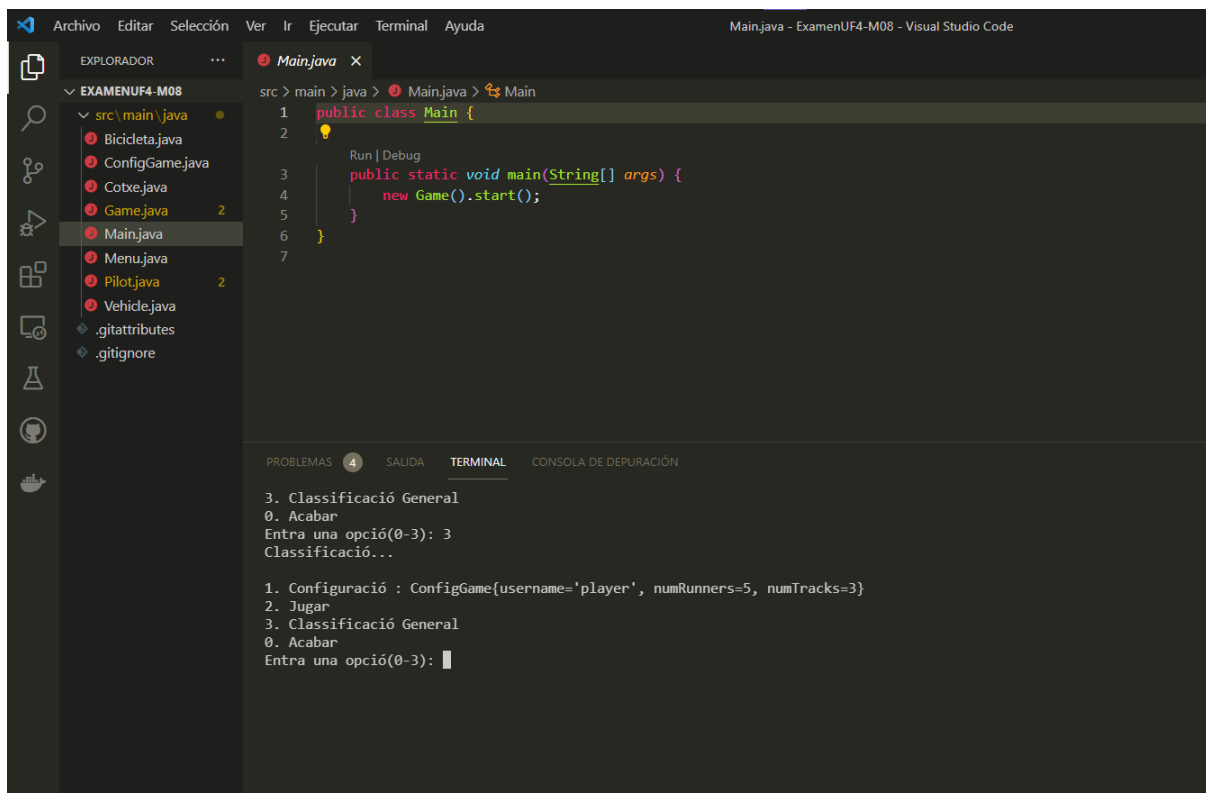 Archivo Editar Selección Ver Ir Ejecutar Terminal Ayuda
Main.java - ExamenUF4-M08 - Visual Studio Code
EXPLORADOR ...
Main.java
EXAMENUF4-M08
src > main > java > Main.java > Main
src\main\java
Bicicleta.java
ConfigGame.java
Cotxe.java
Game.java 2
Main.java
Menu.java
Pilot.java 2
Vehicle.java
.gitattributes
.gitignore
1 public class Main {
2
Run | Debug
3 public static void main(String[] args) {
4 new Game().start();
5 }
6 }
7
PROBLEMAS 4 SALIDA TERMINAL CONSOLA DE DEPURACIÓN
3. Classificació General
0. Acabar
Entra una opció(0-3): 3
Classificació...
1. Configuració : ConfigGame{username='player', numRunners=5, numTracks=3}
2. Jugar
3. Classificació General
0. Acabar
Entra una opció(0-3):